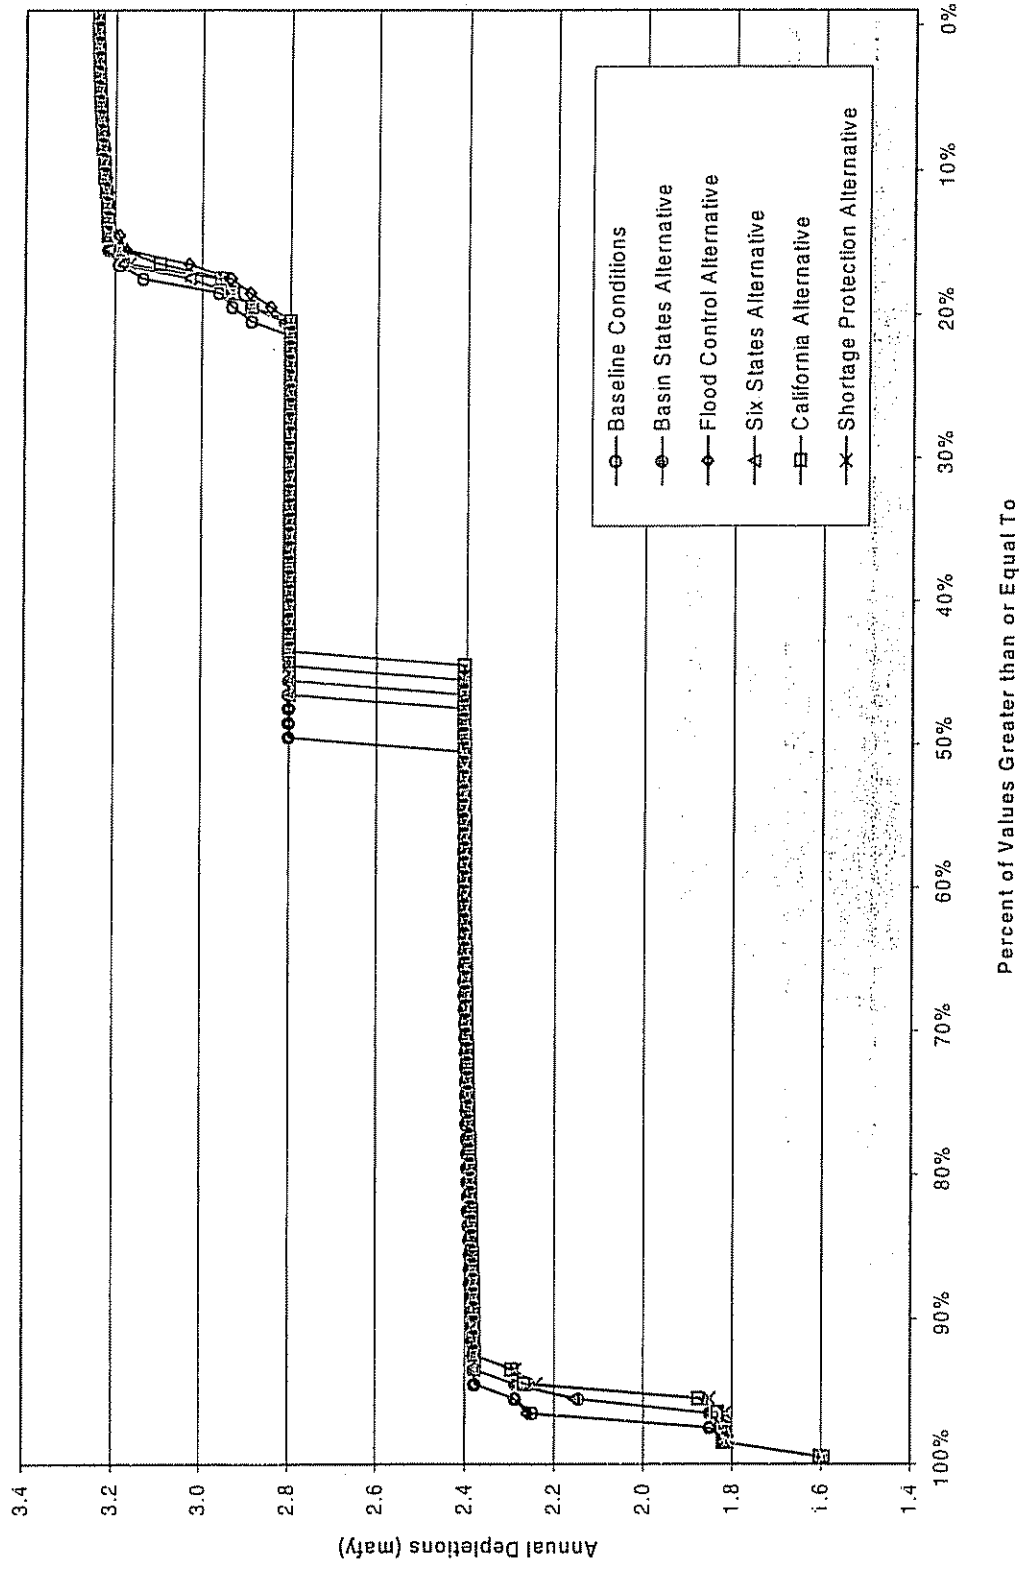 Annual Depletions (mafy)
3.4
3.2
3.0
2.8
2.6
2.4
2.2
2.0
1.8
1.6
1.4
Baseline Conditions
Basin States Alternative
Flood Control Alternative
Six States Alternative
California Alternative
Shortage Protection Alternative
100%
90%
80%
70%
60%
50%
40%
30%
20%
10%
0%
Percent of Values Greater than or Equal To